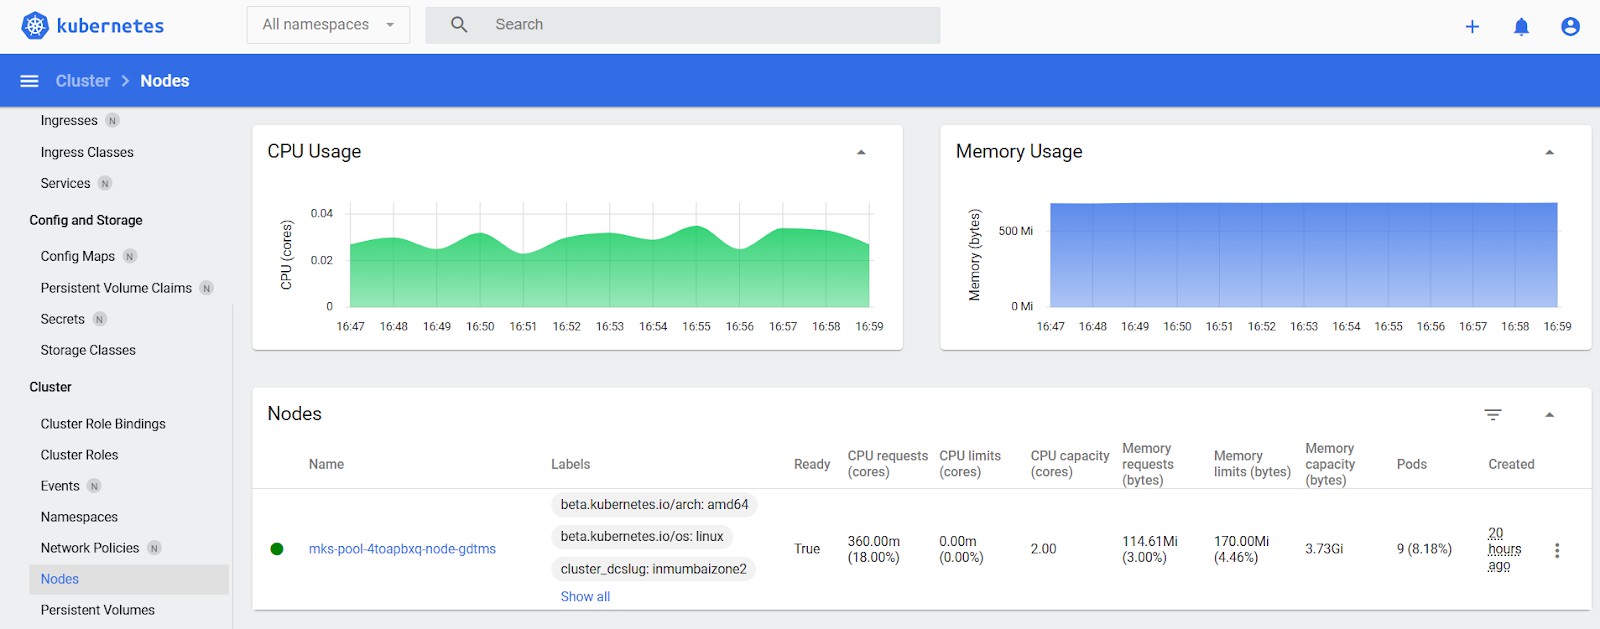 kubernetes
All namespaces
Search
Cluster > Nodes
Ingresses N
Ingress Classes
Services N
Config and Storage
Config Maps N
Persistent Volume Claims N
Secrets N
Storage Classes
Cluster
Cluster Role Bindings
Cluster Roles
Events N
Namespaces
Network Policies N
Nodes
Persistent Volumes
CPU Usage
CPU (cores)
0.04
0.02
0
16:47 16:48 16:49 16:50 16:51 16:52 16:53 16:54 16:55 16:56 16:57 16:58 16:59
Memory Usage
Memory (bytes)
500 Mi
0 Mi
16:47 16:48 16:49 16:50 16:51 16:52 16:53 16:54 16:55 16:56 16:57 16:58 16:59
Nodes
Name
Labels
Ready
CPU requests
(cores)
CPU limits
(cores)
CPU capacity
(cores)
Memory
requests
(bytes)
Memory
limits (bytes)
Memory
capacity
(bytes)
Pods
Created
mks-pool-4toapbxq-node-gdtms
beta.kubernetes.io/arch: amd64
beta.kubernetes.io/os: linux
cluster_dcslug: inmumbaizone2
Show all
True
360.00m
(18.00%)
0.00m
(0.00%)
2.00
114.61Mi
(3.00%)
170.00Mi
(4.46%)
3.73Gi
9 (8.18%)
20
hours
ago